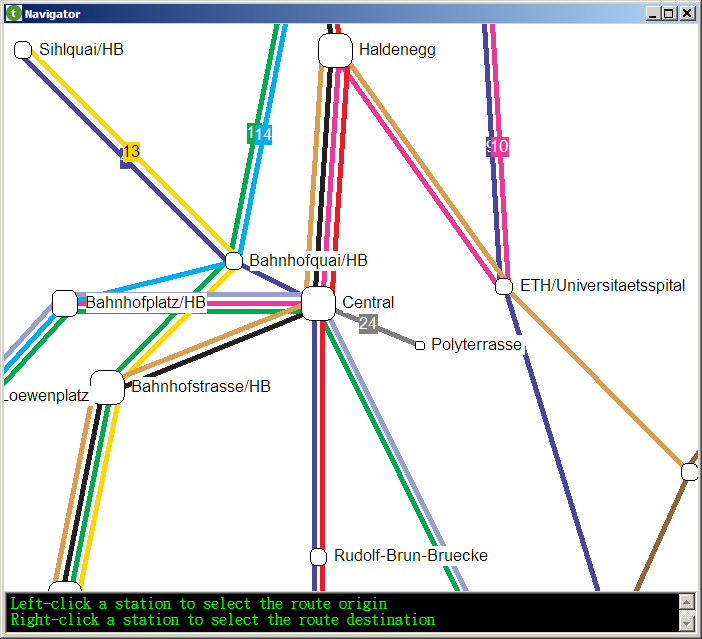 Navigator
Sihlquai/HB
Haldenegg
13
14
10
Bahnhofquai/HB
ETH/Universitaetsspital
Bahnhofplatz/HB
Central
24
Polyterrasse
Bahnhofstrasse/HB
Loewenplatz
Rudolf-Brun-Bruecke
Left-click a station to select the route origin
Right-click a station to select the route destination